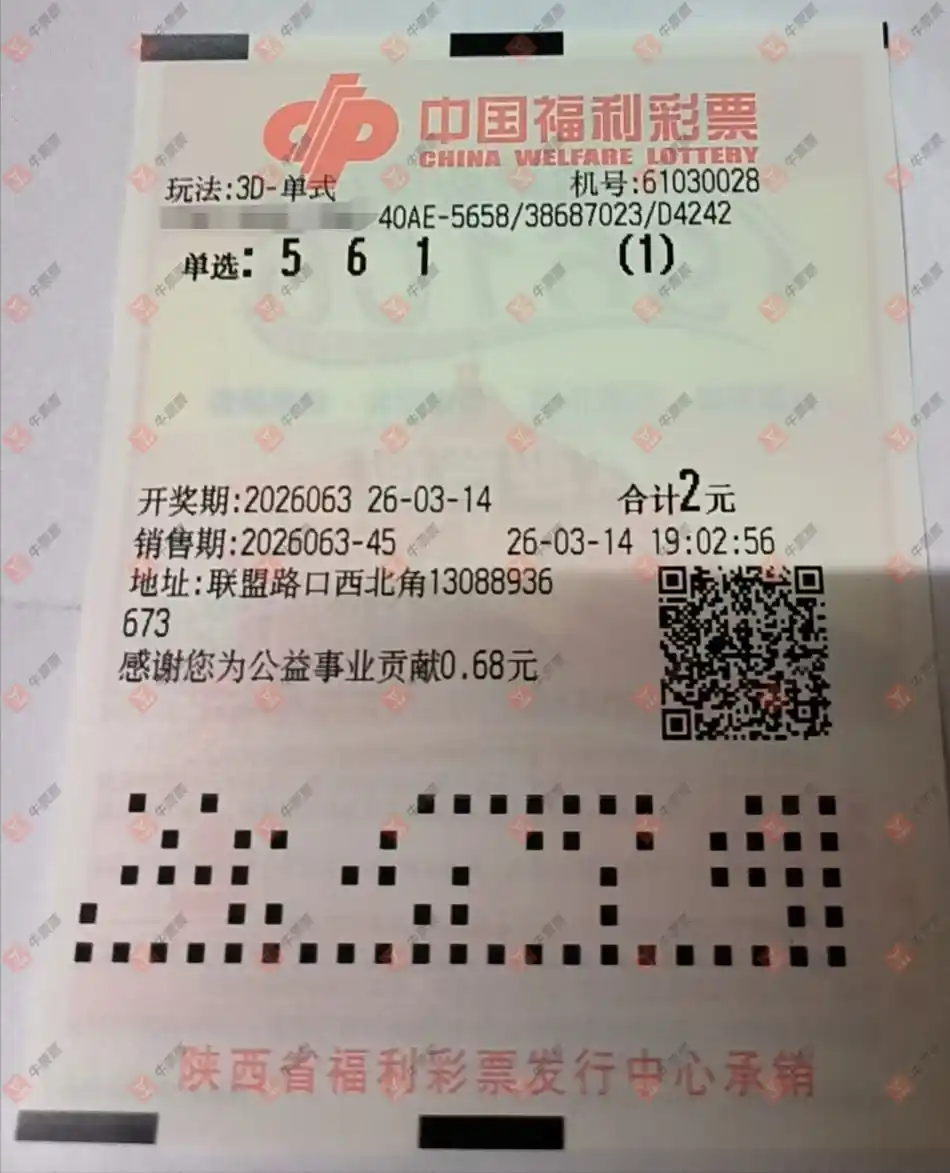 中国福利彩票
CHINA WELFARE LOTTERY
玩法:3D-单式 机号:61030028
40AE-5658/38687023/D4242
单选: 5 6 1 (1)
开奖期:2026063 26-03-14 合计2元
销售期:2026063-45 26-03-14 19:02:56
地址:联盟路口西北角13088936
673
感谢您为公益事业贡献0.68元
陕西省福利彩票发行中心承销